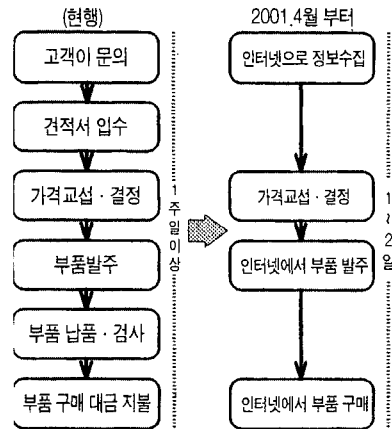 (현행)
고객이 문의
견적서 입수
가격교섭 · 결정
부품발주
부품 납품 · 검사
부품 구매 대금 지불
1주일이상
2001.4월 부터
인터넷으로 정보수집
가격교섭 · 결정
인터넷에서 부품 발주
인터넷에서 부품 구매
1~2일